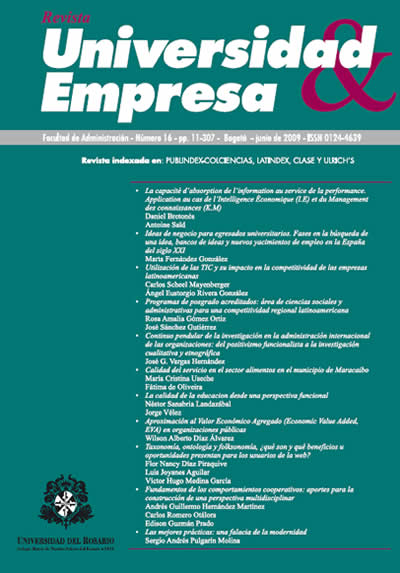 Revista
Universidad
&
Empresa
Facultad de Administración - Número 16 - pp. 11-307 - Bogotá - junio de 2009 - ISSN 0124-4639
Revista indexada en: PUBLINDEX-COLCIENCIAS, LATINDEX, CLASE Y ULRICH'S
• La capacité d'absorption de l'information au service de la performance.
Application au cas de l'Intelligence Économique (I.E) et du Management
des connaissances (K.M)
Daniel Bretonès
Antoine Saïd
• Ideas de negocio para egresados universitarios. Fases en la búsqueda de
una idea, bancos de ideas y nuevos yacimientos de empleo en la España
del siglo XXI
Marta Fernández González
• Utilización de las TIC y su impacto en la competitividad de las empresas
latinoamericanas
Carlos Scheel Mayenberger
Ángel Eustorgio Rivera González
• Programas de posgrado acreditados: área de ciencias sociales y
administrativas para una competitividad regional latinoamericana
Rosa Amalia Gómez Ortiz
José Sánchez Gutiérrez
• Continuo pendular de la investigación en la administración internacional
de las organizaciones: del positivismo funcionalista a la investigación
cualitativa y etnográfica
José G. Vargas Hernández
• Calidad del servicio en el sector alimentos en el municipio de Maracaibo
María Cristina Useche
Fátima de Oliveira
• La calidad de la educacion desde una perspectiva funcional
Néstor Sanabria Landazábal
Jorge Vélez
• Aproximación al Valor Económico Agregado (Economic Value Added,
EVA) en organizaciones públicas
Wilson Alberto Díaz Álvarez
• Taxonomía, ontología y folksonomía, ¿qué son y qué beneficios u
oportunidades presentan para los usuarios de la web?
Flor Nancy Díaz Piraquive
Luis Joyanes Aguilar
Víctor Hugo Medina García
• Fundamentos de los comportamientos cooperativos: aportes para la
construcción de una perspectiva multidisciplinar
Andrés Guillermo Hernández Martínez
Carlos Romero Otálora
Edison Guzmán Prado
• Las mejores prácticas: una falacia de la modernidad
Sergio Andrés Pulgarín Molina
UNIVERSIDAD DEL ROSARIO